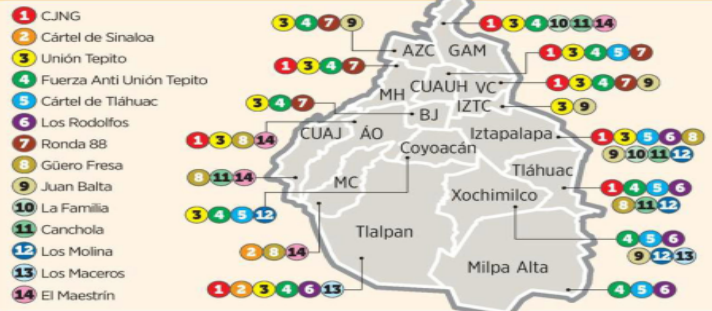 1 CJNG
2 Cártel de Sinaloa
3 Unión Tepito
4 Fuerza Anti Unión Tepito
5 Cártel de Tláhuac
6 Los Rodolfos
7 Ronda 88
8 Güero Fresa
9 Juan Balta
10 La Familia
11 Canchola
12 Los Molina
13 Los Maceros
14 El Maestrín
3 4 7 9
1 3 4 10 11 14
AZC GAM
1 3 4 5 7
1 3 4 7
MH CUAUH VC
1 3 4 7 9
3 4 7
IZTC
3 9
BJ
CUAJ ÁO
Iztapalapa
1 3 5 6 8
9 10 11 12
1 3 8 14
Coyoacán
Tláhuac
8 11 14
MC
1 4 5 6
8 11 12
Xochimilco
3 4 5 12
Tlalpan
4 5 6
9 12 13
2 8 14
Milpa Alta
1 2 3 4 6 13
4 5 6